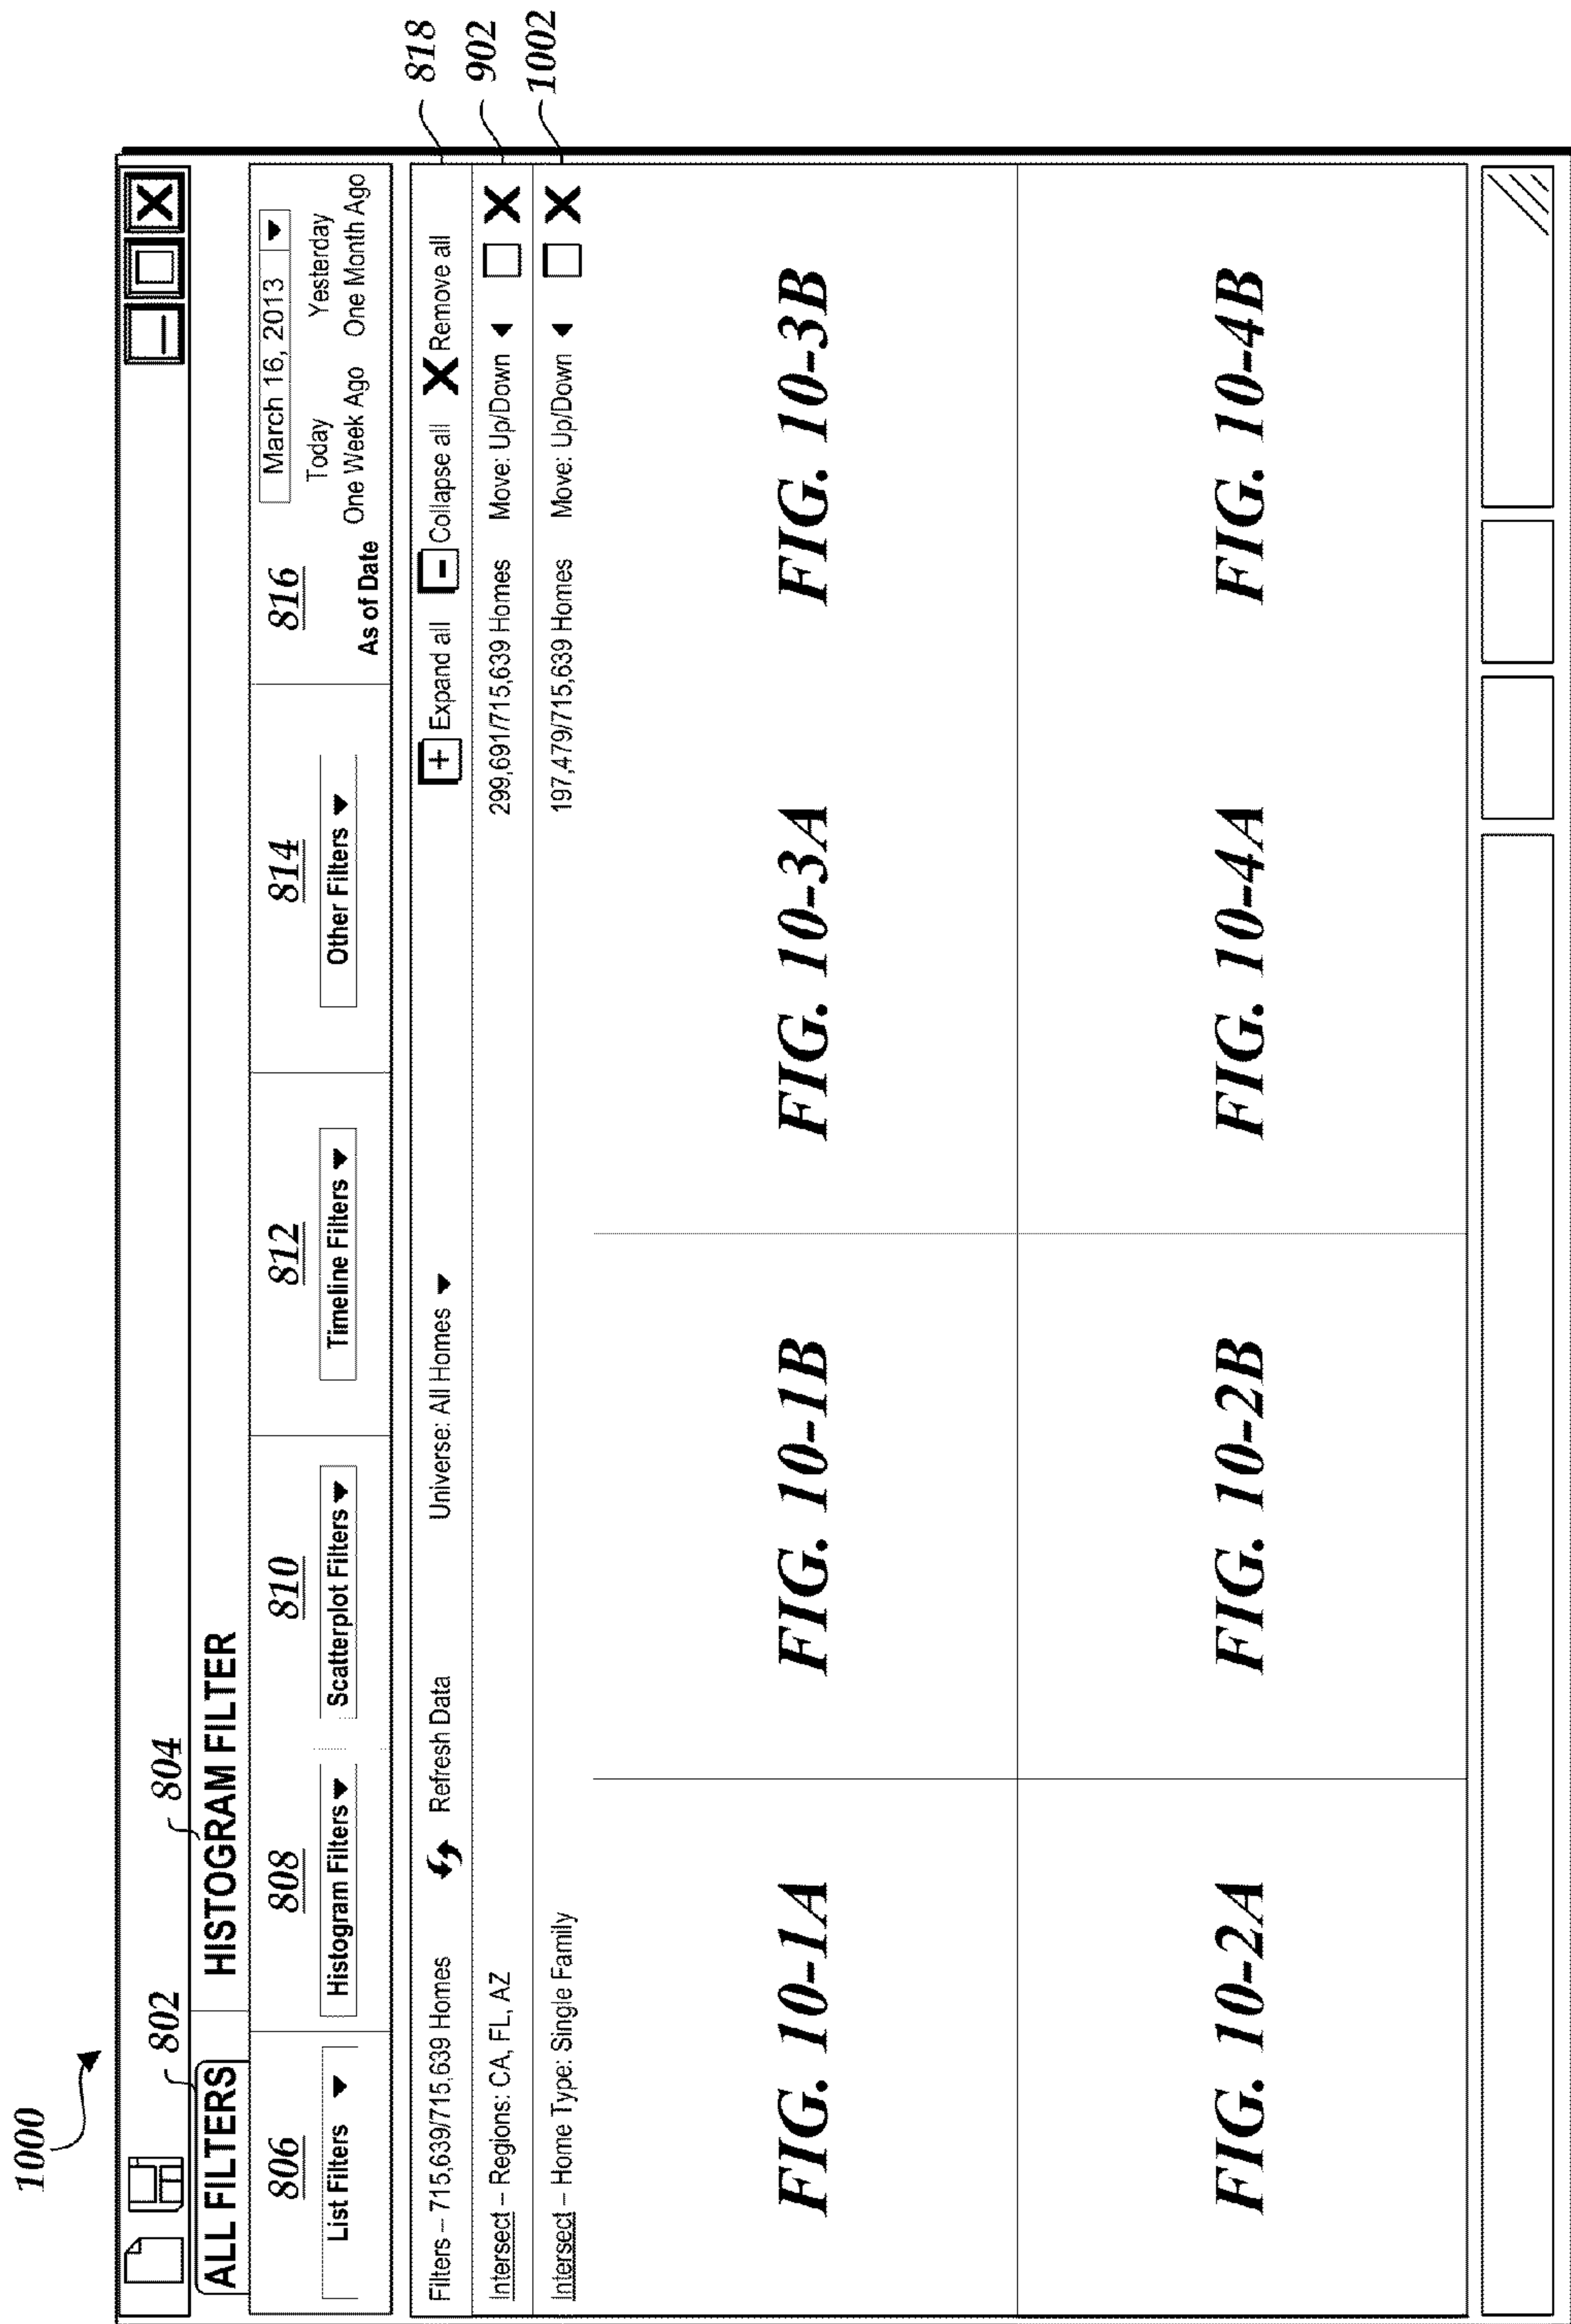 1000
802
804
ALL FILTERS
HISTOGRAM FILTER
806
808
810
812
814
816
List Filters
Histogram Filters
Scatterplot Filters
Timeline Filters
Other Filters
As of Date
March 16, 2013
Today
Yesterday
One Week Ago
One Month Ago
Filters – 715,639/715,639 Homes
Refresh Data
Universe: All Homes
+ Expand all
- Collapse all
X Remove all
818
Intersect – Regions: CA, FL, AZ
299,691/715,639 Homes
Move: Up/Down
X
902
Intersect – Home Type: Single Family
197,479/715,639 Homes
Move: Up/Down
X
1002
FIG. 10-1A
FIG. 10-1B
FIG. 10-3A
FIG. 10-3B
FIG. 10-2A
FIG. 10-2B
FIG. 10-4A
FIG. 10-4B